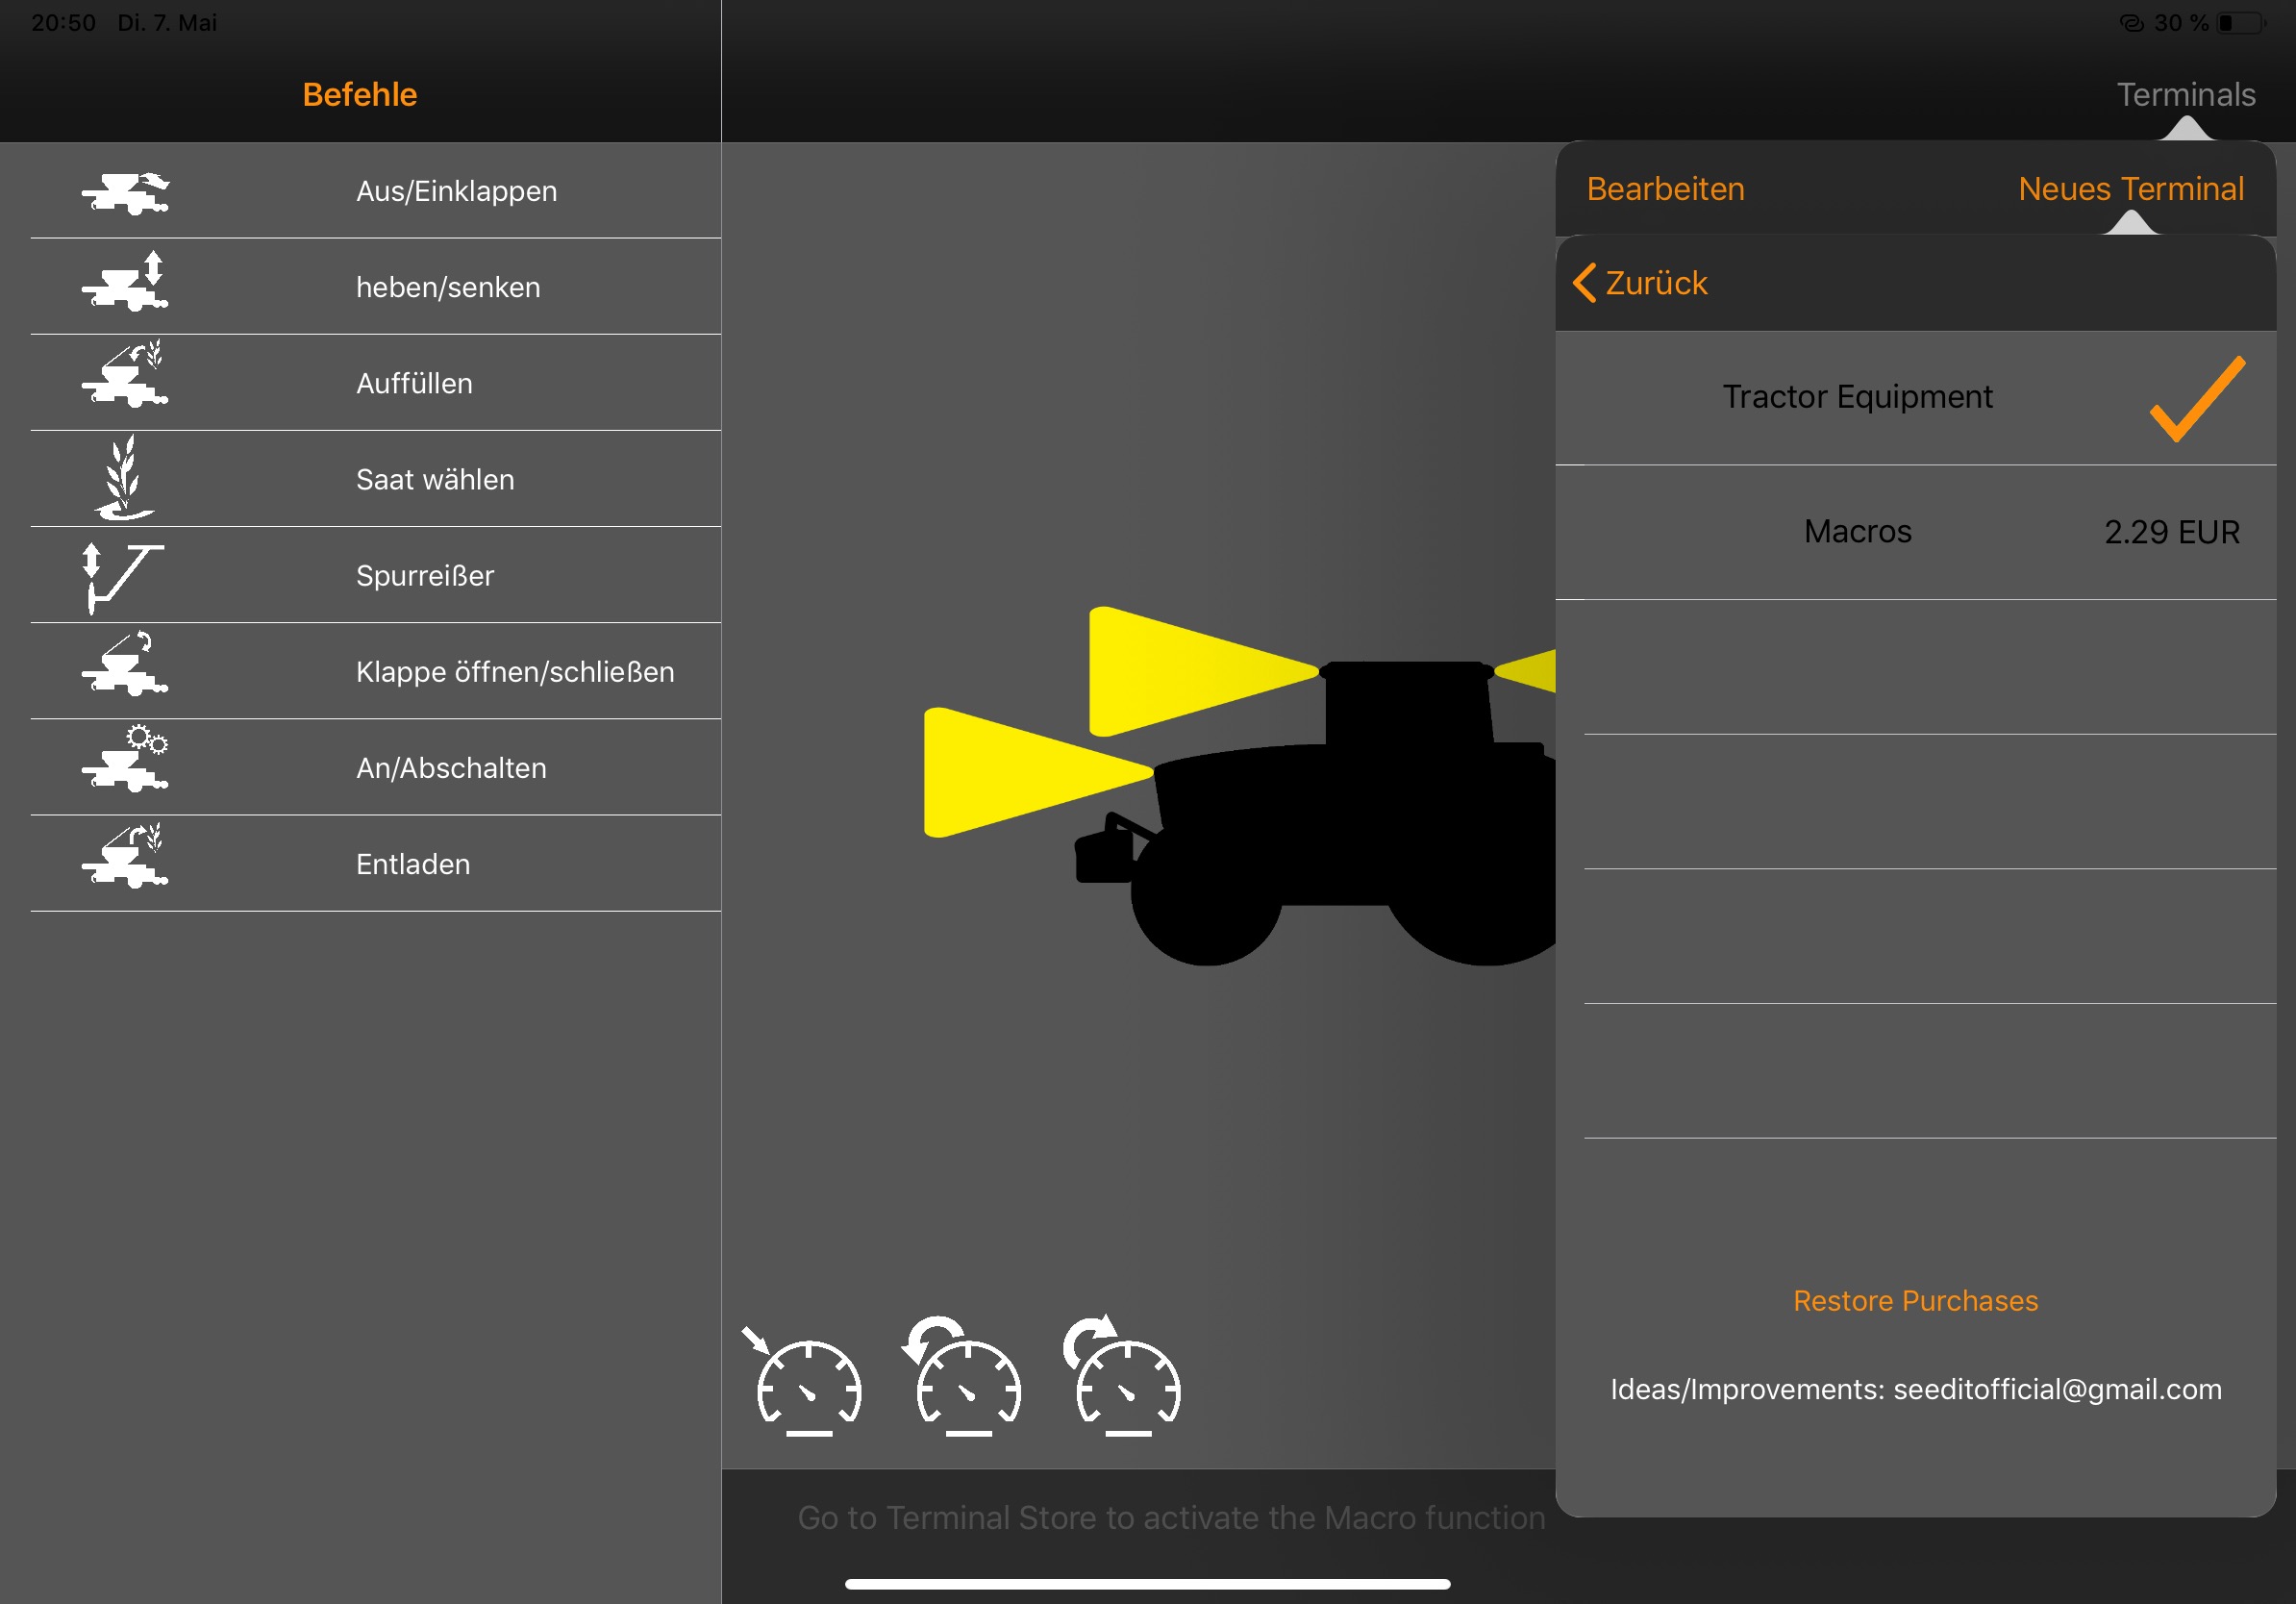 20:50 Di. 7. Mai
30 %
Befehle
Terminals
Aus/Einklappen
heben/senken
Auffüllen
Saat wählen
Spurreißer
Klappe öffnen/schließen
An/Abschalten
Entladen
Bearbeiten
Neues Terminal
Zurück
Tractor Equipment
Macros
2.29 EUR
Restore Purchases
Ideas/Improvements: seeditofficial@gmail.com
Go to Terminal Store to activate the Macro function